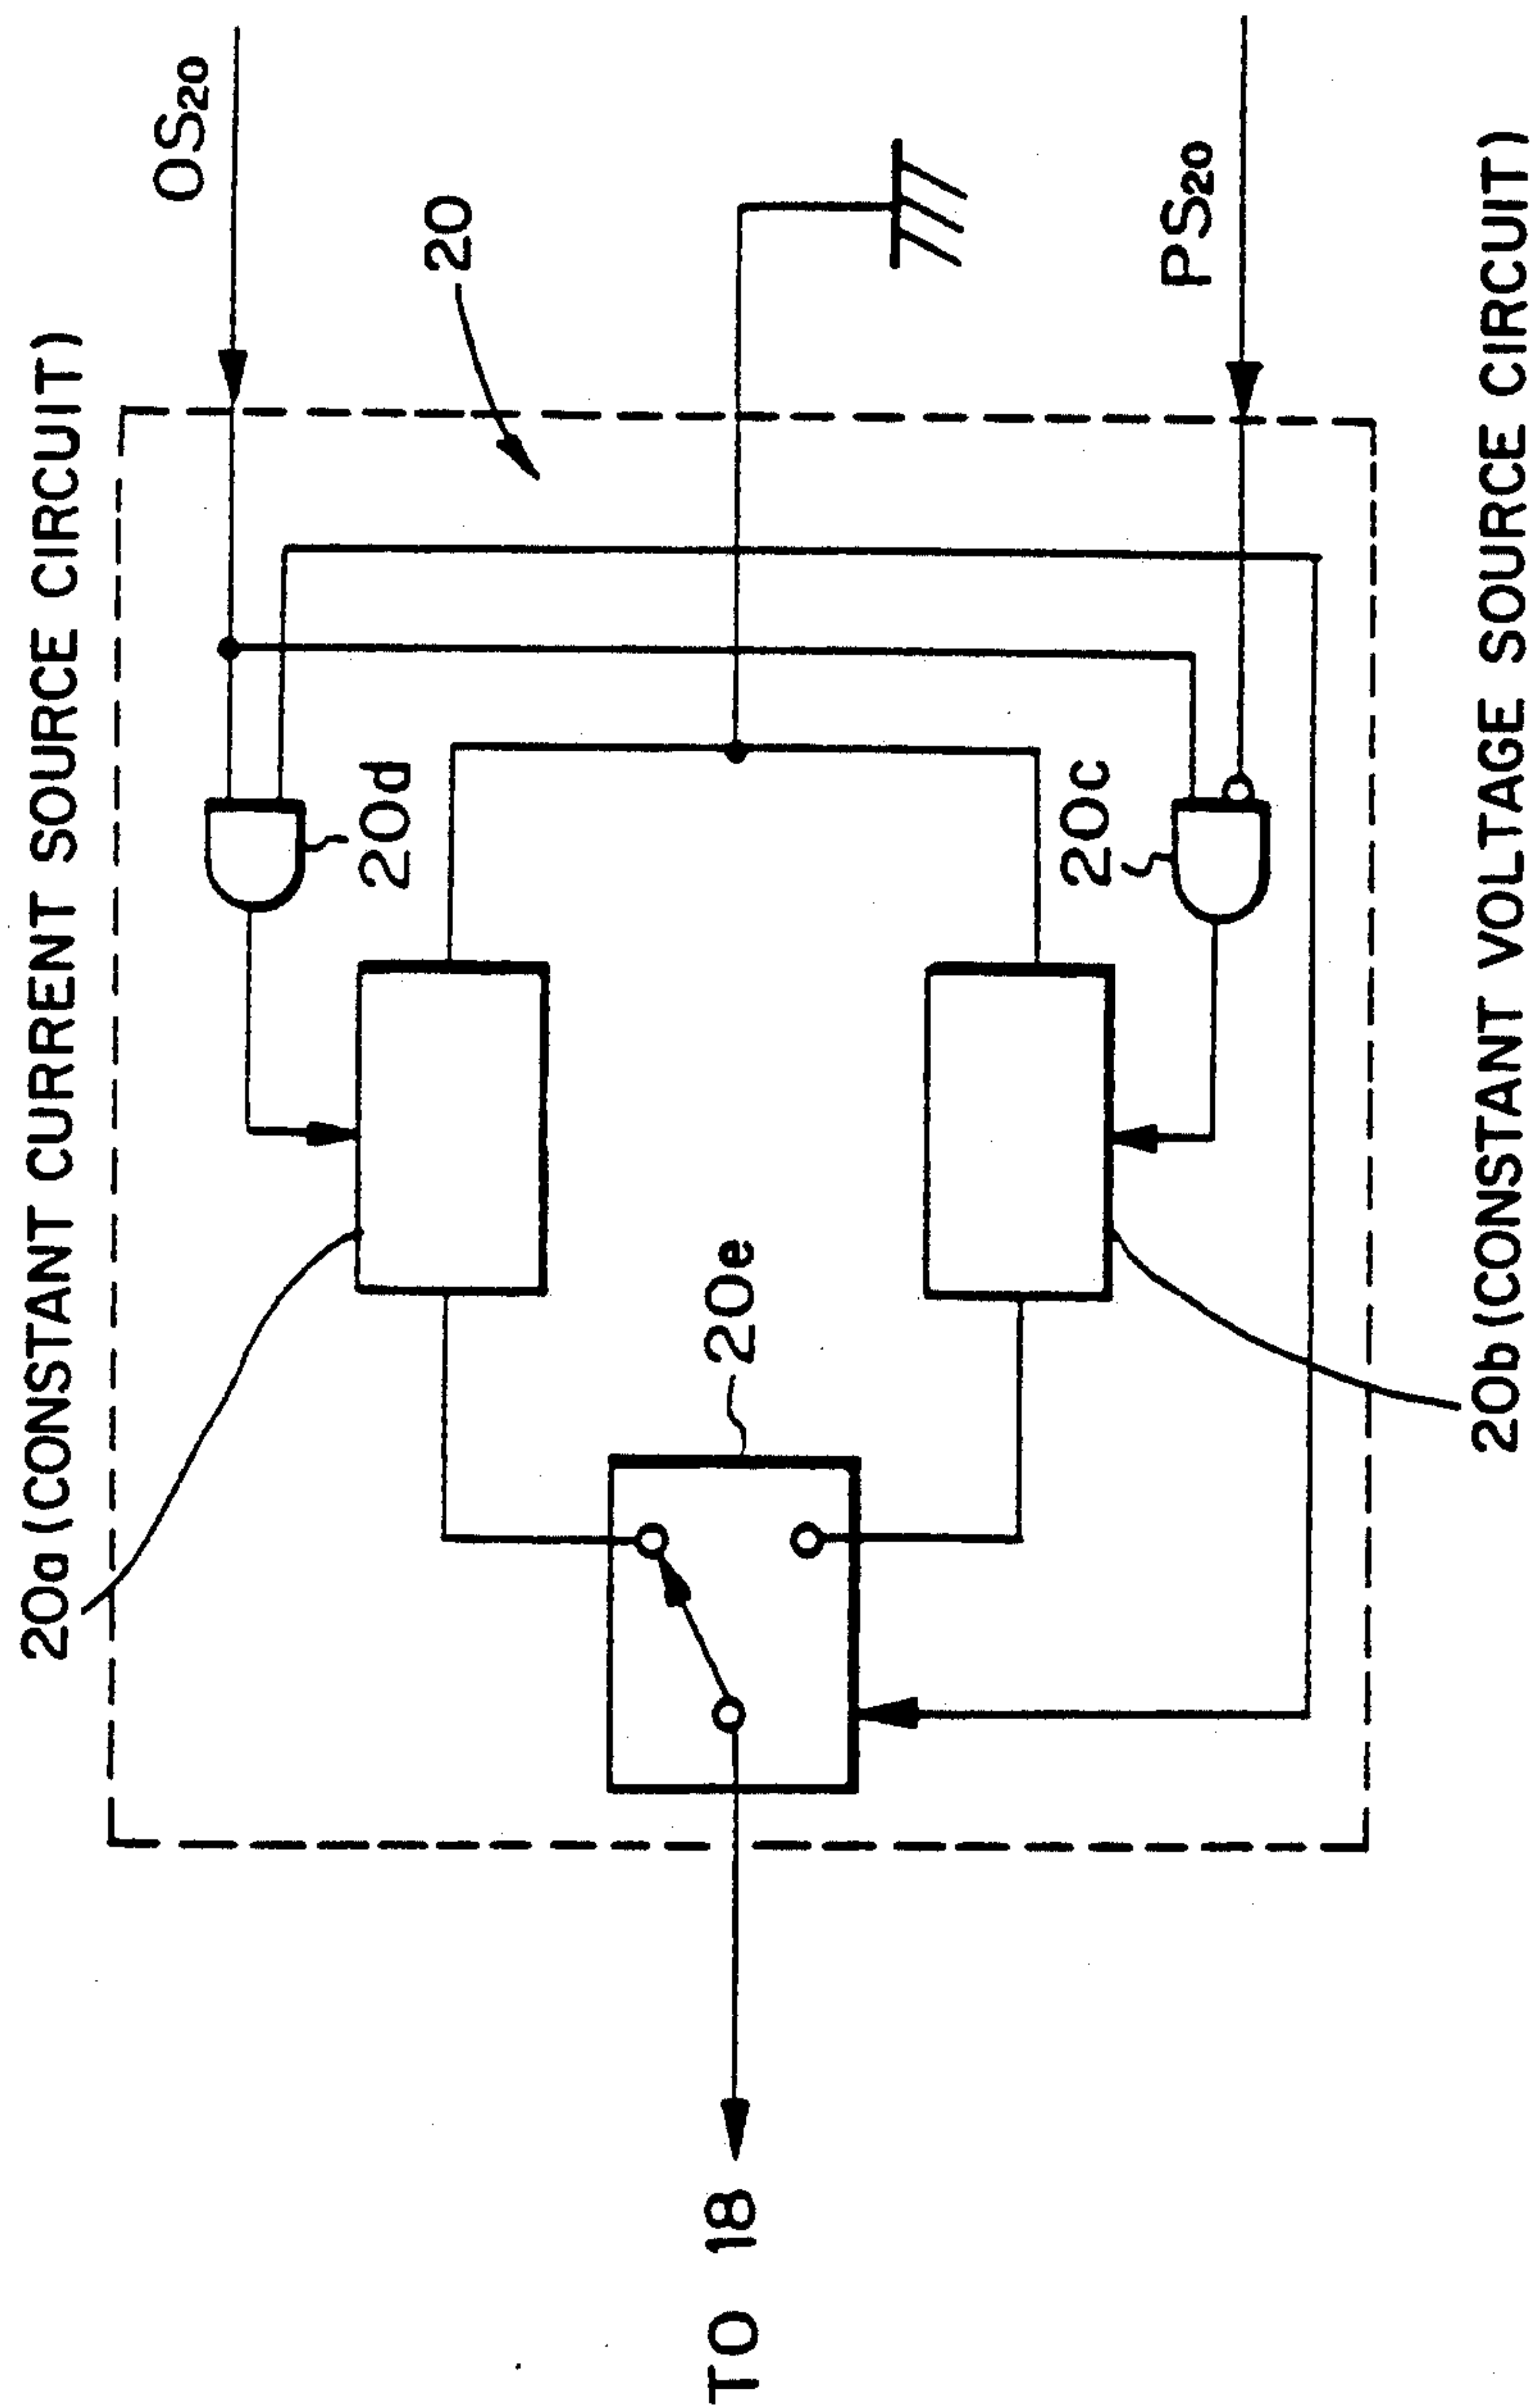 20a (CONSTANT CURRENT SOURCE CIRCUIT)
OS20
20
20d
20e
TO 18
20c
PS20
20b (CONSTANT VOLTAGE SOURCE CIRCUIT)